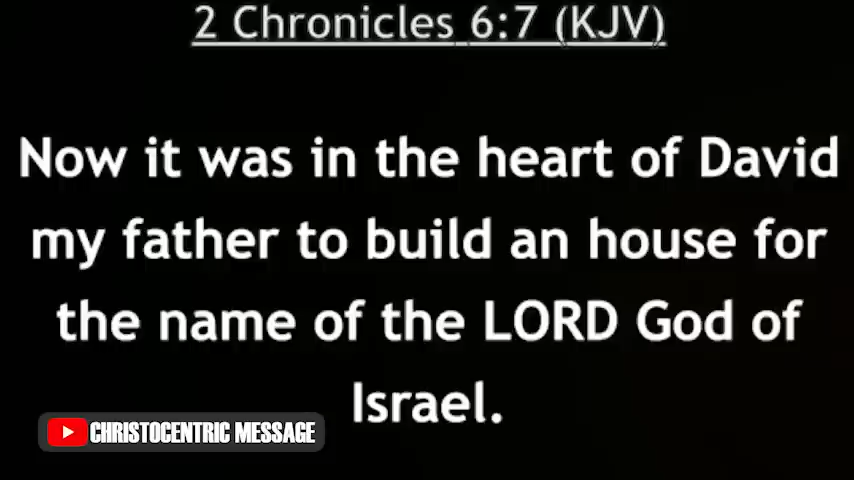 2 Chronicles 6:7 (KJV)
Now it was in the heart of David
my father to build an house for
the name of the LORD God of
Israel.
CHRISTOCENTRIC MESSAGE